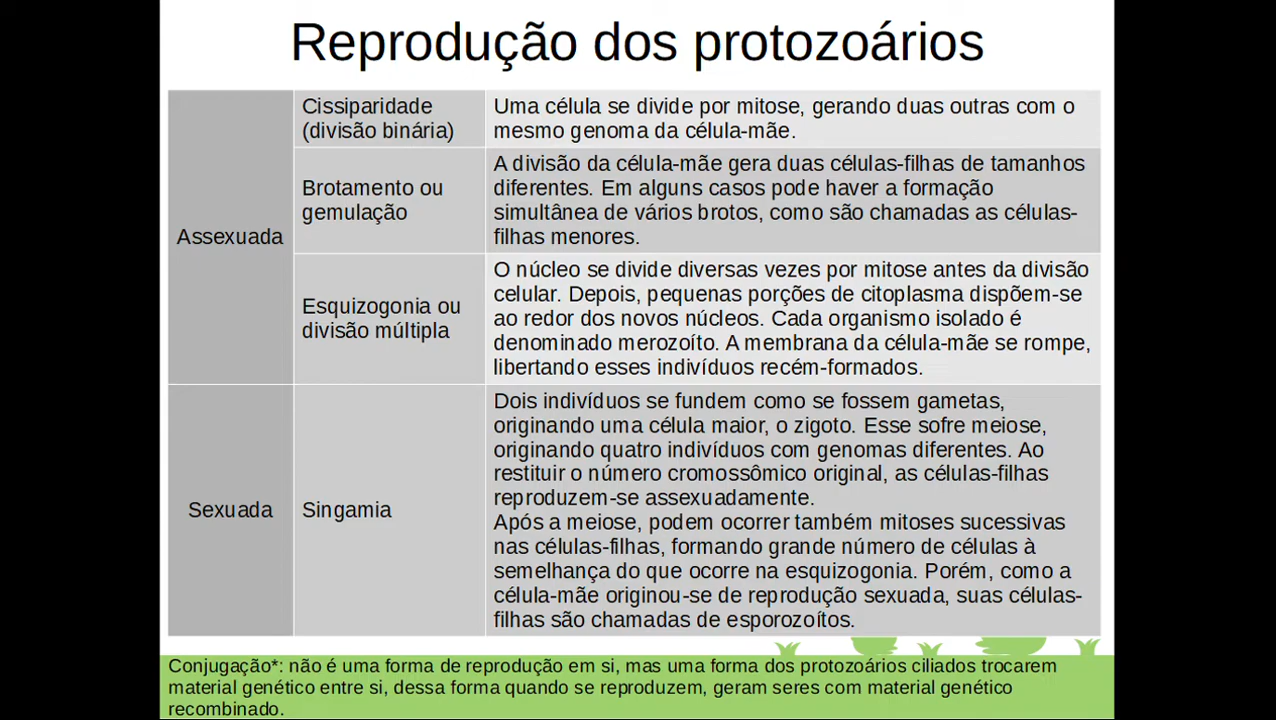 Reprodução dos protozoários
Assexuada
Cissiparidade
(divisão binária)
Uma célula se divide por mitose, gerando duas outras com o
mesmo genoma da célula-mãe.
Brotamento ou
gemulação
A divisão da célula-mãe gera duas células-filhas de tamanhos
diferentes. Em alguns casos pode haver a formação
simultânea de vários brotos, como são chamadas as células-
filhas menores.
Esquizogonia ou
divisão múltipla
O núcleo se divide diversas vezes por mitose antes da divisão
celular. Depois, pequenas porções de citoplasma dispõem-se
ao redor dos novos núcleos. Cada organismo isolado é
denominado merozoíto. A membrana da célula-mãe se rompe,
libertando esses indivíduos recém-formados.
Sexuada
Singamia
Dois indivíduos se fundem como se fossem gametas,
originando uma célula maior, o zigoto. Esse sofre meiose,
originando quatro indivíduos com genomas diferentes. Ao
restituir o número cromossômico original, as células-filhas
reproduzem-se assexuadamente.
Após a meiose, podem ocorrer também mitoses sucessivas
nas células-filhas, formando grande número de células à
semelhança do que ocorre na esquizogonia. Porém, como a
célula-mãe originou-se de reprodução sexuada, suas células-
filhas são chamadas de esporozoítos.
Conjugação*: não é uma forma de reprodução em si, mas uma forma dos protozoários ciliados trocarem
material genético entre si, dessa forma quando se reproduzem, geram seres com material genético
recombinado.